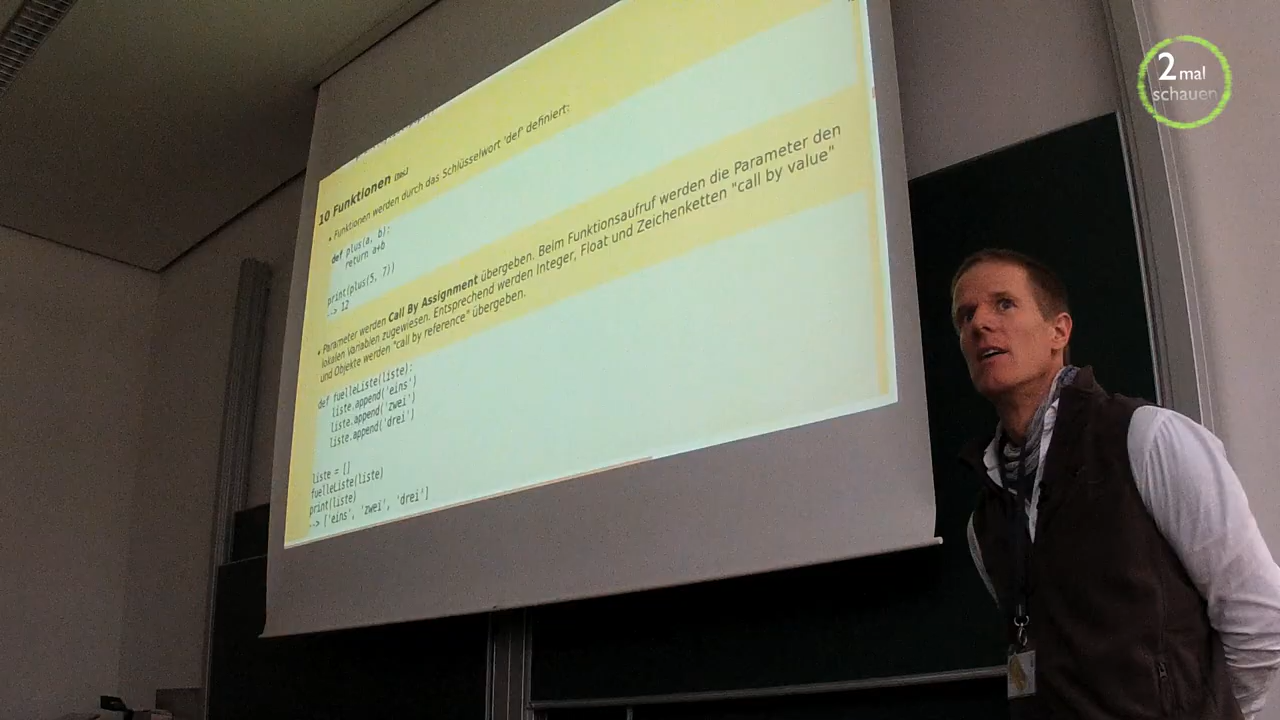 10 Funktionen
• Funktionen werden durch das Schlüsselwort 'def' definiert:
def plus(a, b):
return a+b
print(plus(5, 7))
--> 12
• Parameter werden Call By Assignment übergeben. Beim Funktionsaufruf werden die Parameter den
lokalen Variablen zugewiesen. Entsprechend werden Integer, Float und Zeichenketten "call by value"
und Objekte werden "call by reference" übergeben.
def fuelleListe(liste):
liste.append('eins')
liste.append('zwei')
liste.append('drei')
liste = []
fuelleListe(liste)
print(liste)
--> ['eins', 'zwei', 'drei']
2mal
schauen